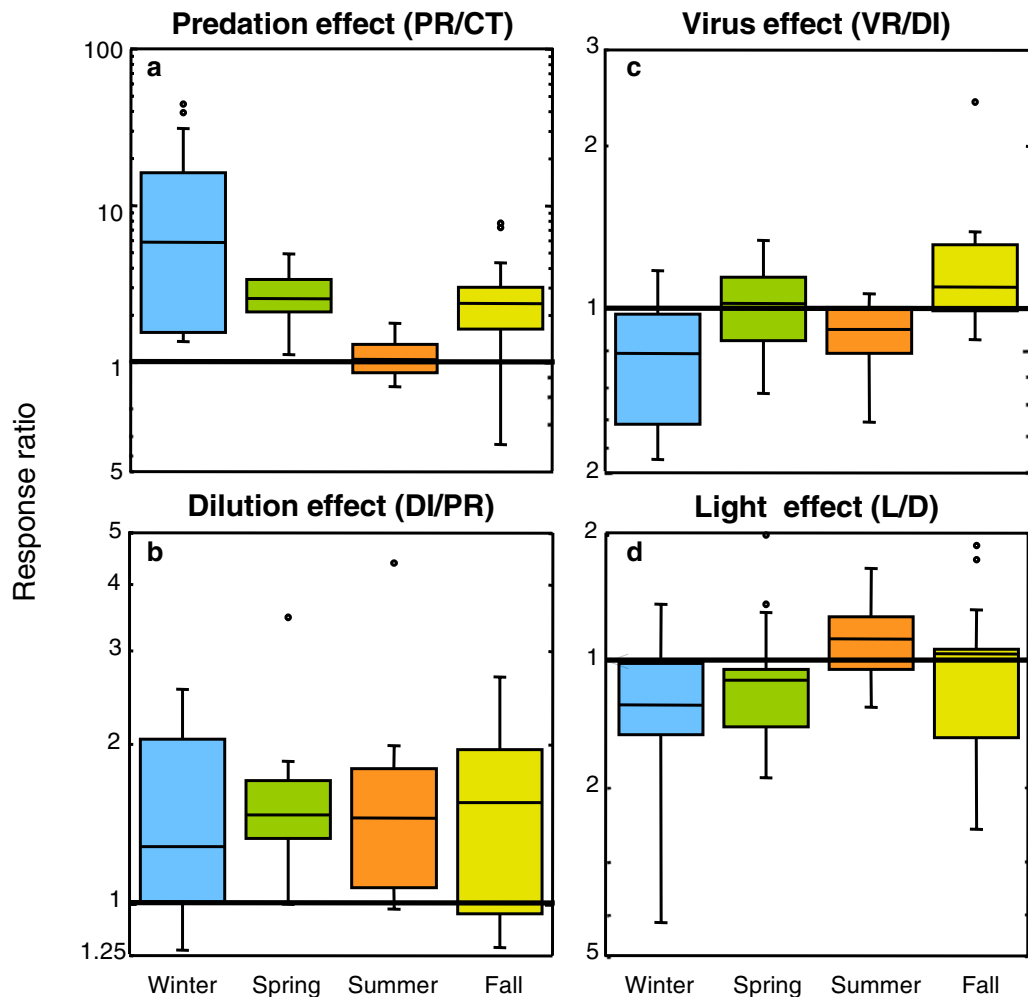 Predation effect (PR/CT)
a
100
10
1
5
Virus effect (VR/DI)
c
3
2
1
2
Response ratio
Dilution effect (DI/PR)
b
5
4
3
2
1
1.25
Winter Spring Summer Fall
Light effect (L/D)
d
2
1
2
5
Winter Spring Summer Fall